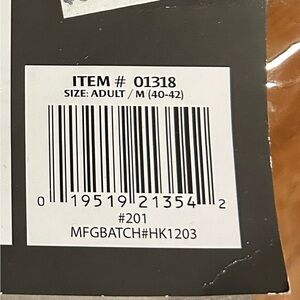 ITEM # 01318
SIZE: ADULT / M (40-42)
0 19519 21354 2
#201
MFGBATCH#HK1203